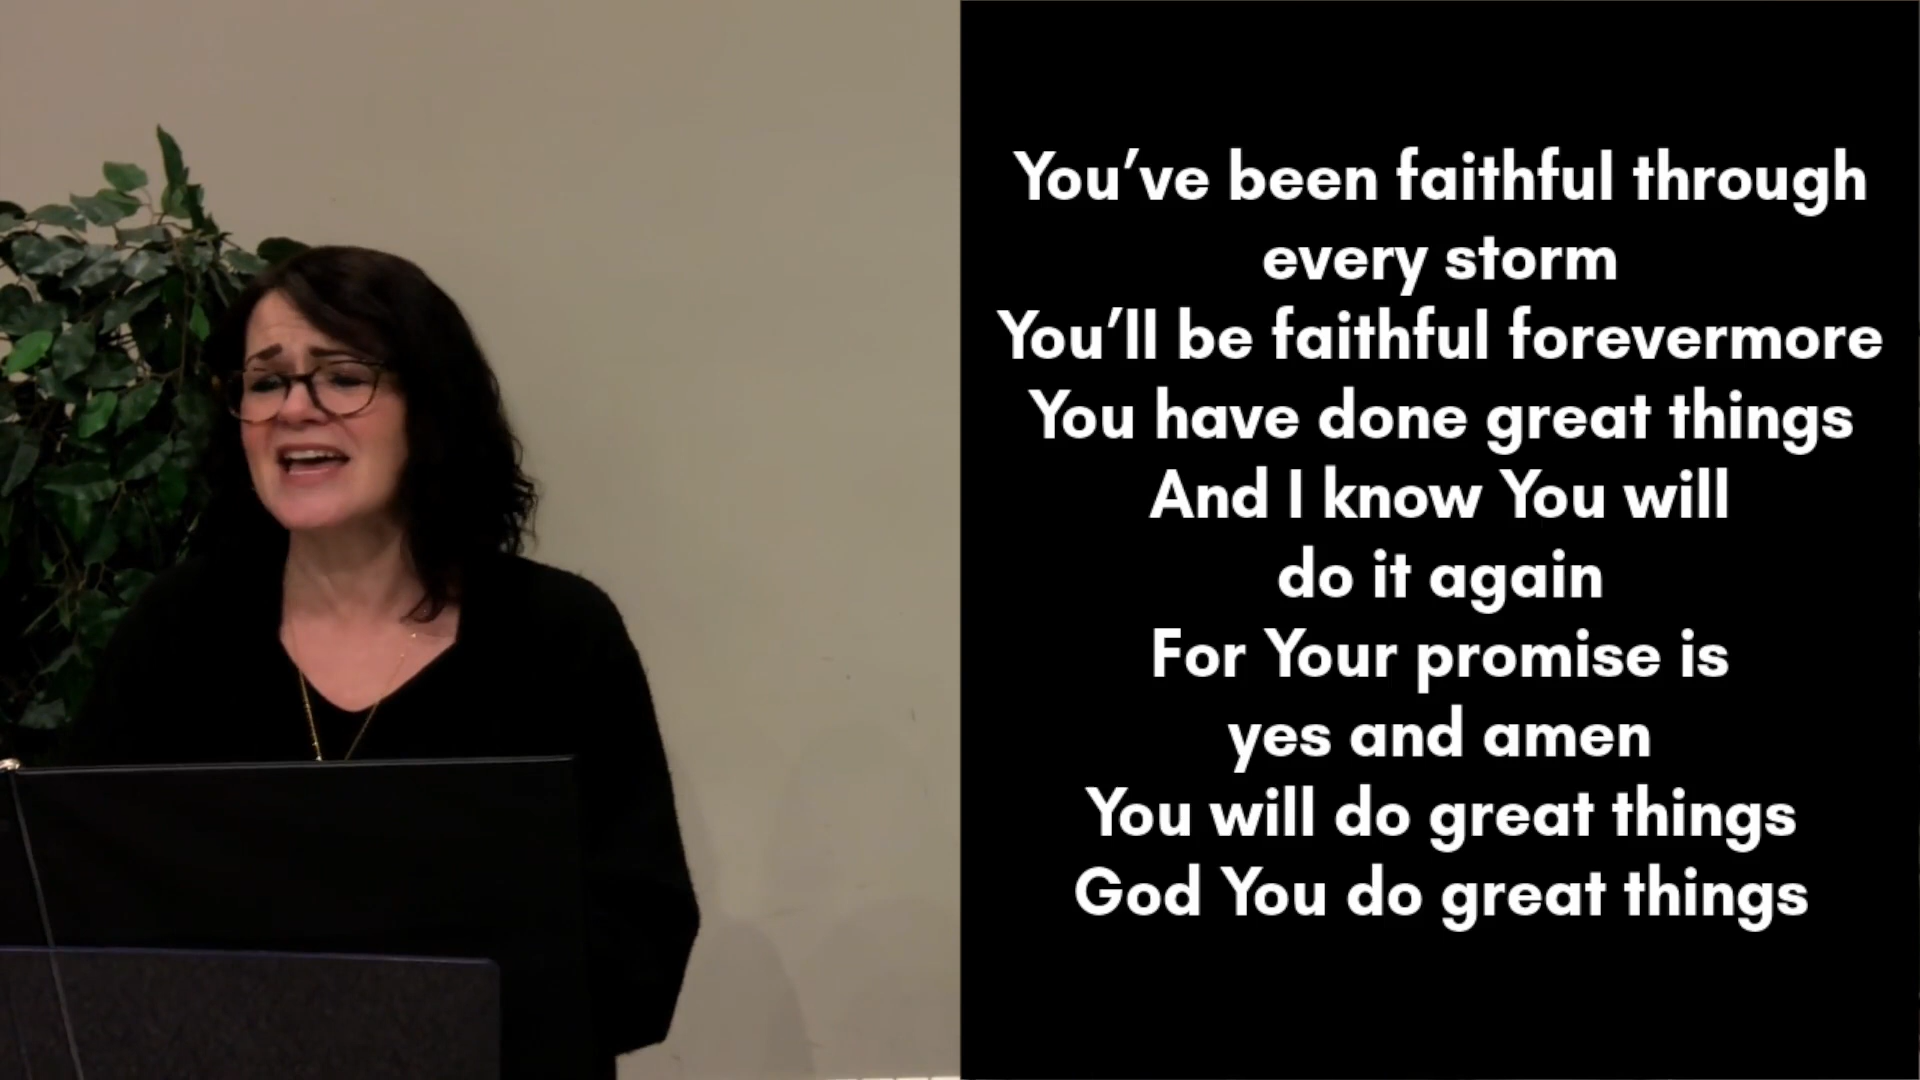 You’ve been faithful through
every storm
You’ll be faithful forevermore
You have done great things
And I know You will
do it again
For Your promise is
yes and amen
You will do great things
God You do great things